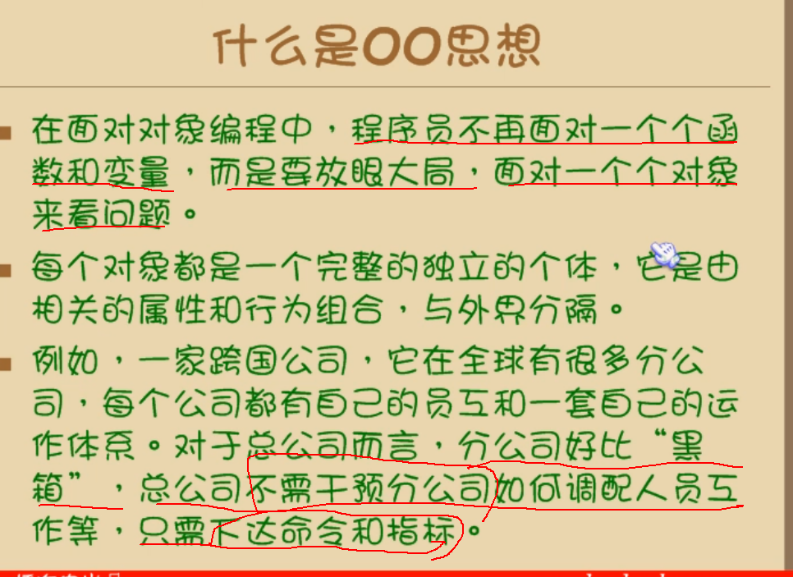 什么是OO思想
在面对对象编程中，程序员不再面对一个个函
数和变量，而是要放眼大局，面对一个个对象
来看问题。
每个对象都是一个完整的独立的个体，它是由
相关的属性和行为组合，与外界分隔。
例如，一家跨国公司，它在全球有很多分公
司，每个公司都有自己的员工和一套自己的运
作体系。对于总公司而言，分公司好比“黑
箱”，总公司不需干预分公司如何调配人员工
作等，只需下达命令和指标。